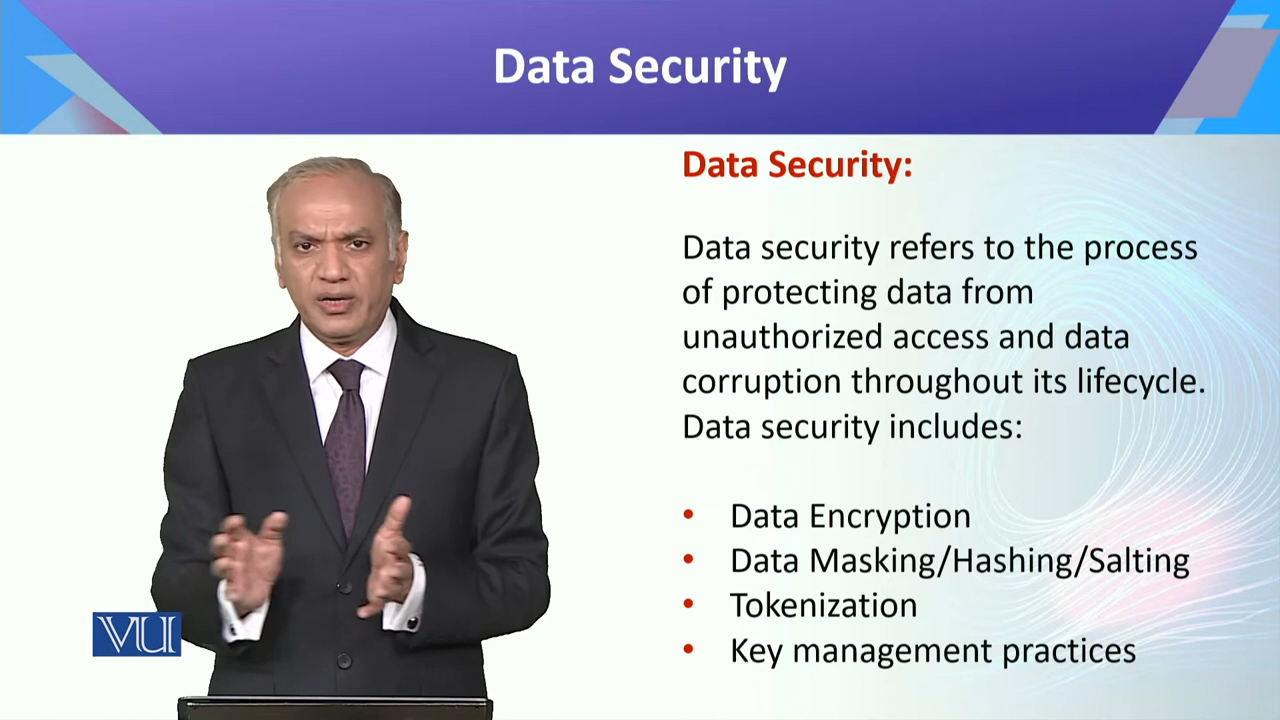 Data Security
Data Security:
Data security refers to the process
of protecting data from
unauthorized access and data
corruption throughout its lifecycle.
Data security includes:
• Data Encryption
• Data Masking/Hashing/Salting
• Tokenization
• Key management practices
VU